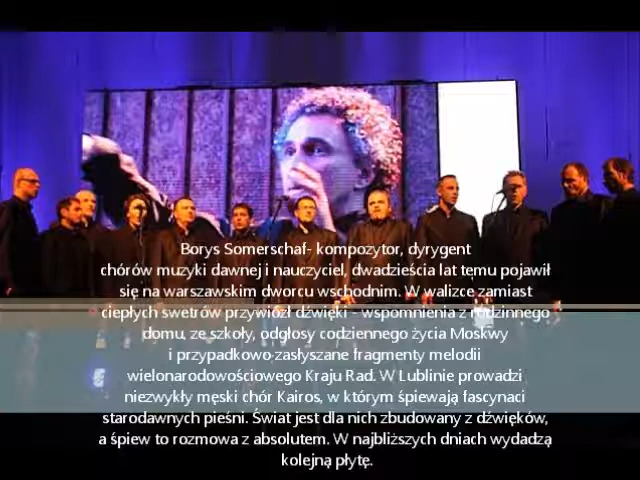 Borys Somerschaf- kompozytor, dyrygent
chórów muzyki dawnej i nauczyciel, dwadzieścia lat temu pojawił
się na warszawskim dworcu wschodnim. W walizce zamiast
ciepłych swetrów przywiózł dźwięki - wspomnienia z rodzinnego
domu, ze szkoły, odgłosy codziennego życia Moskwy
i przypadkowo zasłyszane fragmenty melodii
wielonarodowościowego Kraju Rad. W Lublinie prowadzi
niezwykły męski chór Kairos, w którym śpiewają fascynaci
starodawnych pieśni. Świat jest dla nich zbudowany z dźwięków,
a śpiew to rozmowa z absolutem. W najbliższych dniach wydadzą
kolejną płytę.